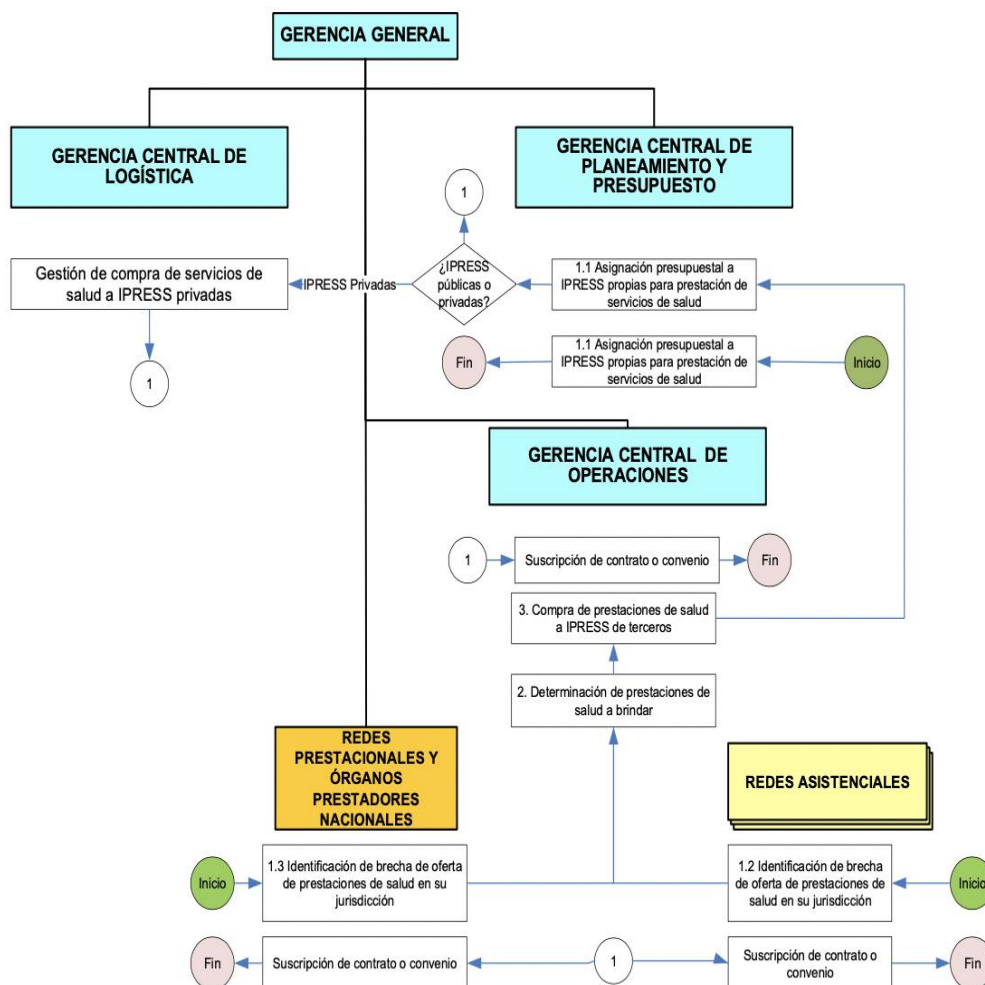 GERENCIA GENERAL
GERENCIA CENTRAL DE
LOGÍSTICA
GERENCIA CENTRAL DE
PLANEAMIENTO Y
PRESUPUESTO
1
Gestión de compra de servicios de
salud a IPRESS privadas
IPRESS Privadas
¿IPRESS
públicas o
privadas?
1.1 Asignación presupuestal a
IPRESS propias para prestación de
servicios de salud
1
Fin
1.1 Asignación presupuestal a
IPRESS propias para prestación de
servicios de salud
Inicio
GERENCIA CENTRAL DE
OPERACIONES
1
Suscripción de contrato o convenio
Fin
3. Compra de prestaciones de salud
a IPRESS de terceros
2. Determinación de prestaciones de
salud a brindar
REDES
PRESTACIONALES Y
ÓRGANOS
PRESTADORES
NACIONALES
REDES ASISTENCIALES
Inicio
1.3 Identificación de brecha de oferta
de prestaciones de salud en su
jurisdicción
1.2 Identificación de brecha
de oferta de prestaciones de
salud en su jurisdicción
Inicio
Fin
Suscripción de contrato o convenio
1
Suscripción de contrato o
convenio
Fin